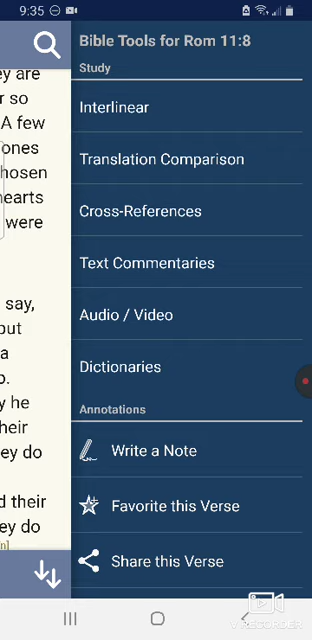 9:35
Bible Tools for Rom 11:8
Study
ey are
Interlinear
r so
A few
ones
Translation Comparison
hosen
hearts
Cross-References
were
Text Commentaries
say,
Audio / Video
out
a
o.
Dictionaries
y he
heir
Annotations
ey do
Write a Note
d their
Favorite this Verse
ey do
n]
Share this Verse
VRECORDER